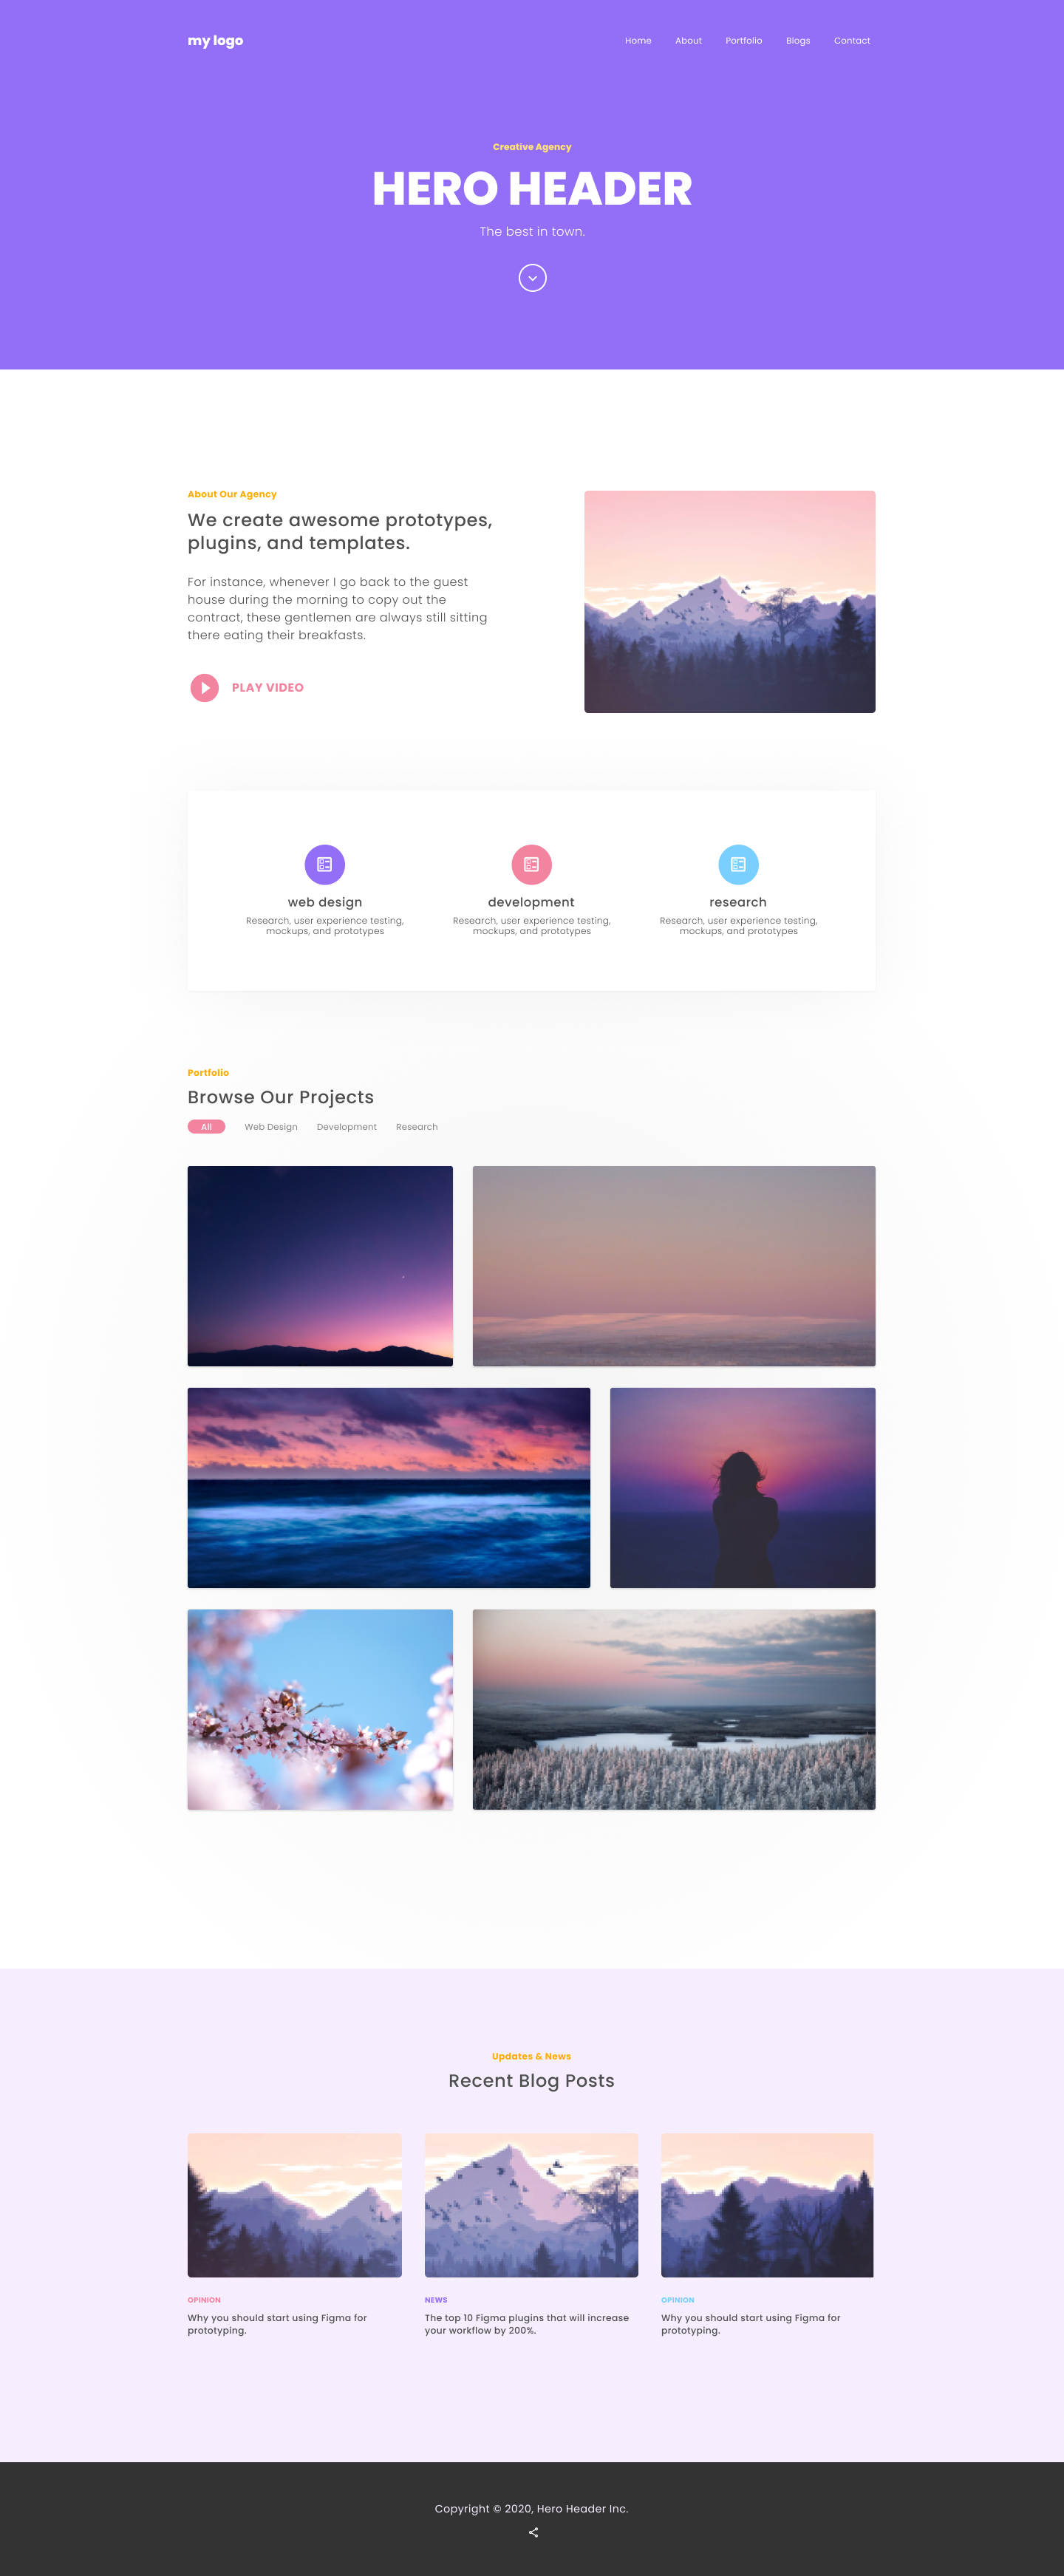 my logo
Home About Portfolio Blogs Contact
Creative Agency
HERO HEADER
The best in town.
About Our Agency
We create awesome prototypes,
plugins, and templates.
For instance, whenever I go back to the guest
house during the morning to copy out the
contract, these gentlemen are always still sitting
there eating their breakfasts.
PLAY VIDEO
web design
Research, user experience testing,
mockups, and prototypes
development
Research, user experience testing,
mockups, and prototypes
research
Research, user experience testing,
mockups, and prototypes
Portfolio
Browse Our Projects
All Web Design Development Research
Updates & News
Recent Blog Posts
OPINION
Why you should start using Figma for
prototyping.
NEWS
The top 10 Figma plugins that will increase
your workflow by 200%.
OPINION
Why you should start using Figma for
prototyping.
Copyright © 2020, Hero Header Inc.